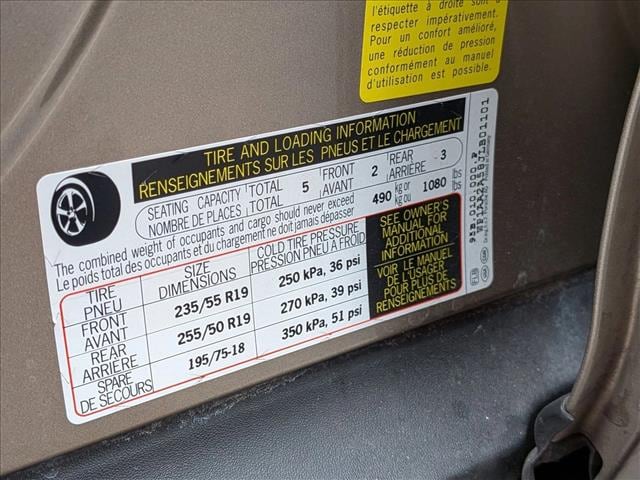 l'étiquette à droite sont à
respecter impérativement.
Pour un confort amélioré,
une réduction de pression
conformément au manuel
d'utilisation est possible.
TIRE AND LOADING INFORMATION
RENSEIGNEMENTS SUR LES PNEUS ET LE CHARGEMENT
SEATING CAPACITY TOTAL 5 FRONT 2 REAR 3
NOMBRE DE PLACES TOTAL AVANT ARRIÈRE
The combined weight of occupants and cargo should never exceed 490 kg or 1080 lbs
Le poids total des occupants et du chargement ne doit jamais dépasser kg ou lbs
TIRE SIZE COLD TIRE PRESSURE
PNEU DIMENSIONS PRESSION PNEU À FROID
FRONT 235/55 R19 250 kPa, 36 psi
AVANT
REAR 255/50 R19 270 kPa, 39 psi
ARRIÈRE
SPARE 195/75-18 350 kPa, 51 psi
DE SECOURS
SEE OWNER'S
MANUAL FOR
ADDITIONAL
INFORMATION
VOIR LE MANUEL
DE L'USAGER
POUR PLUS DE
RENSEIGNEMENTS
95B.010.000.P